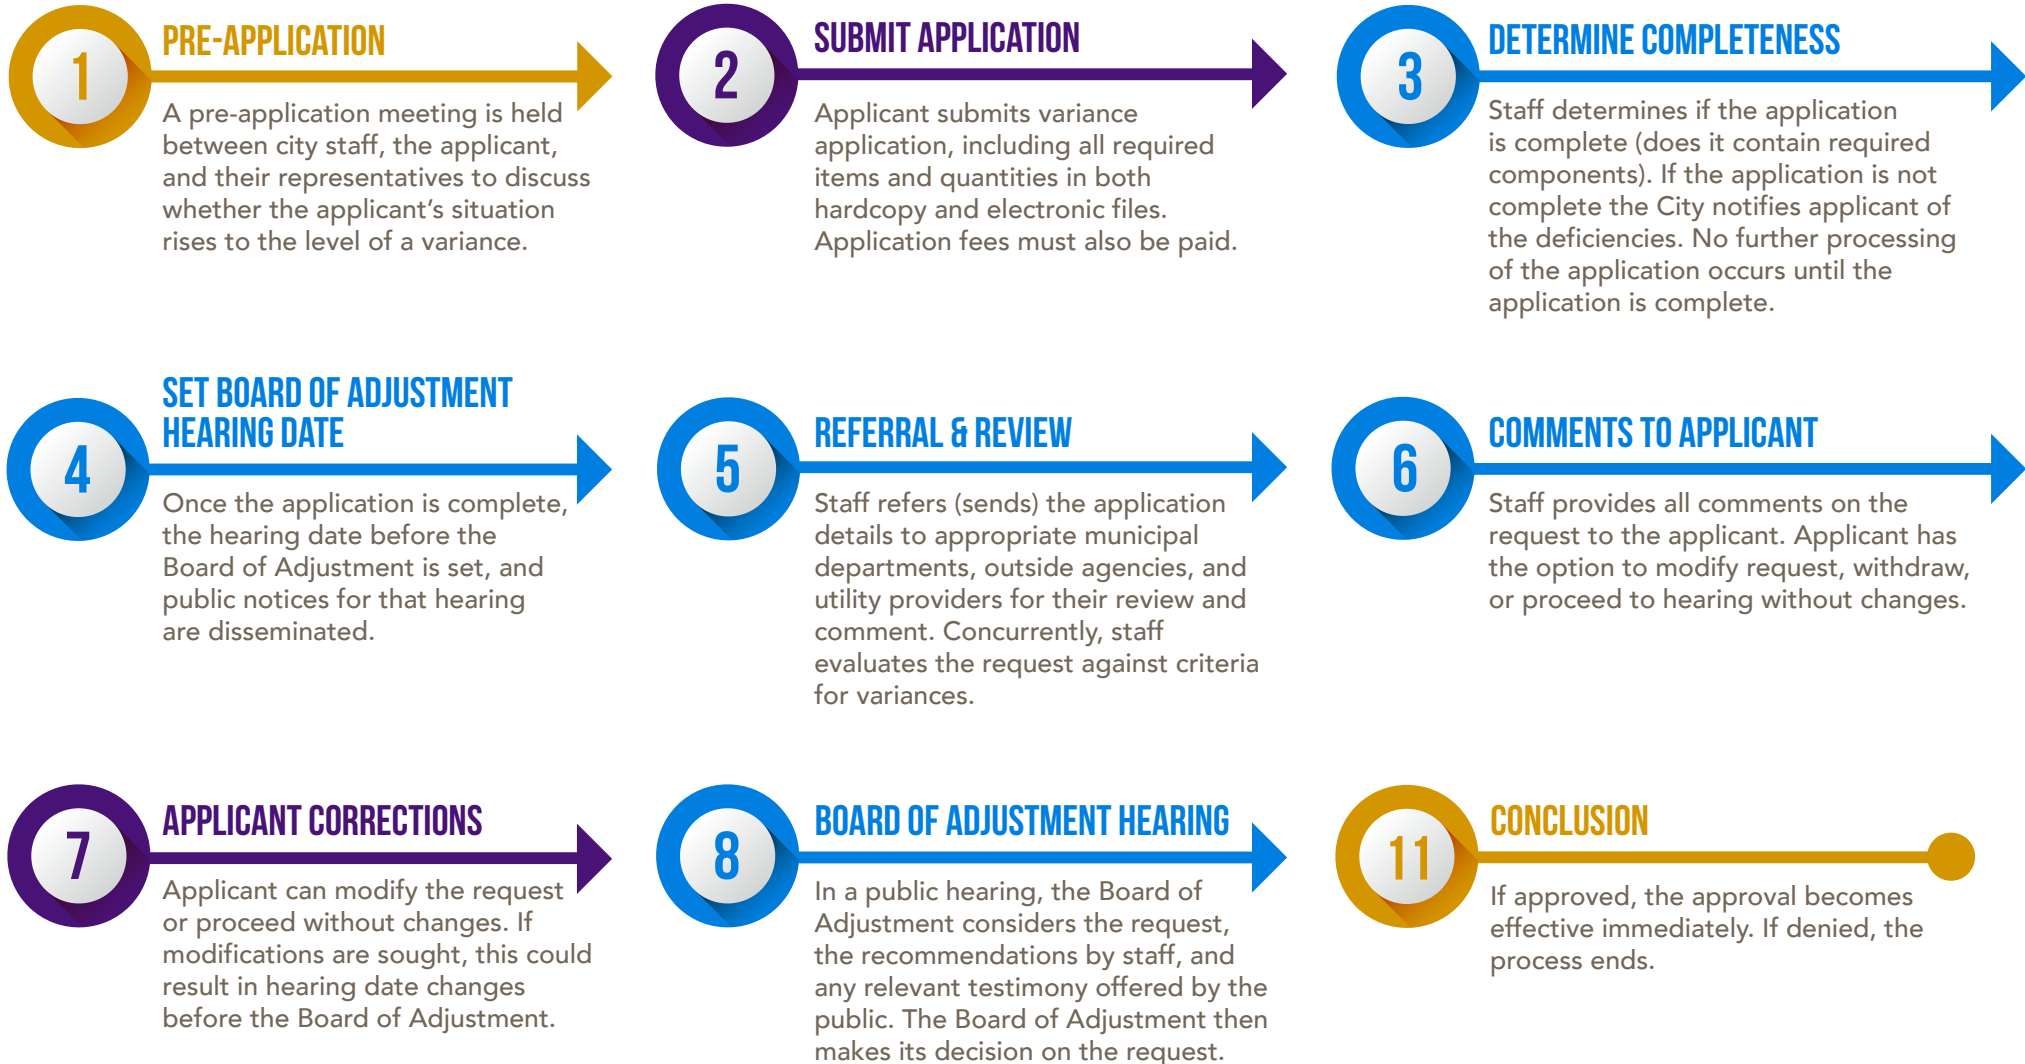 1
PRE-APPLICATION
A pre-application meeting is held
between city staff, the applicant,
and their representatives to discuss
whether the applicant’s situation
rises to the level of a variance.
2
SUBMIT APPLICATION
Applicant submits variance
application, including all required
items and quantities in both
hardcopy and electronic files.
Application fees must also be paid.
3
DETERMINE COMPLETENESS
Staff determines if the application
is complete (does it contain required
components). If the application is not
complete the City notifies applicant of
the deficiencies. No further processing
of the application occurs until the
application is complete.
4
SET BOARD OF ADJUSTMENT
HEARING DATE
Once the application is complete,
the hearing date before the
Board of Adjustment is set, and
public notices for that hearing
are disseminated.
5
REFERRAL & REVIEW
Staff refers (sends) the application
details to appropriate municipal
departments, outside agencies, and
utility providers for their review and
comment. Concurrently, staff
evaluates the request against criteria
for variances.
6
COMMENTS TO APPLICANT
Staff provides all comments on the
request to the applicant. Applicant has
the option to modify request, withdraw,
or proceed to hearing without changes.
7
APPLICANT CORRECTIONS
Applicant can modify the request
or proceed without changes. If
modifications are sought, this could
result in hearing date changes
before the Board of Adjustment.
8
BOARD OF ADJUSTMENT HEARING
In a public hearing, the Board of
Adjustment considers the request,
the recommendations by staff, and
any relevant testimony offered by the
public. The Board of Adjustment then
makes its decision on the request.
11
CONCLUSION
If approved, the approval becomes
effective immediately. If denied, the
process ends.